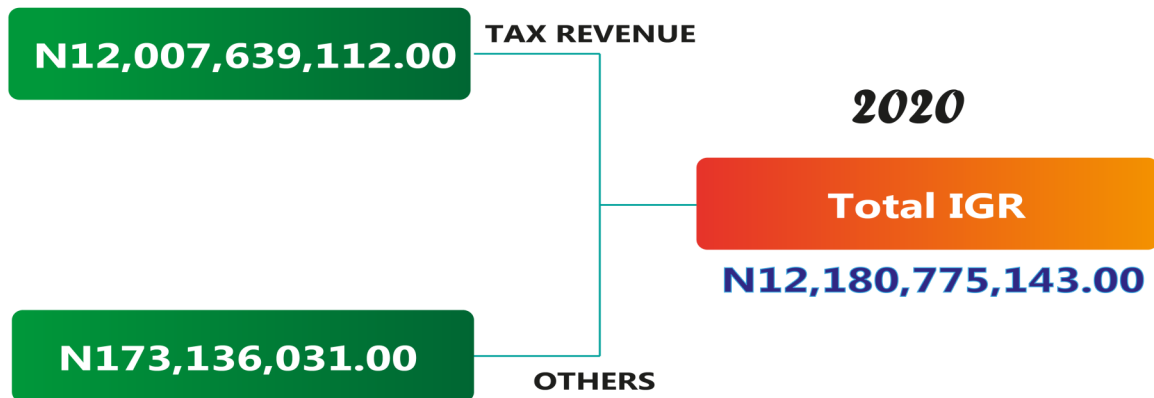 N12,007,639,112.00
TAX REVENUE
2020
Total IGR
N12,180,775,143.00
N173,136,031.00
OTHERS